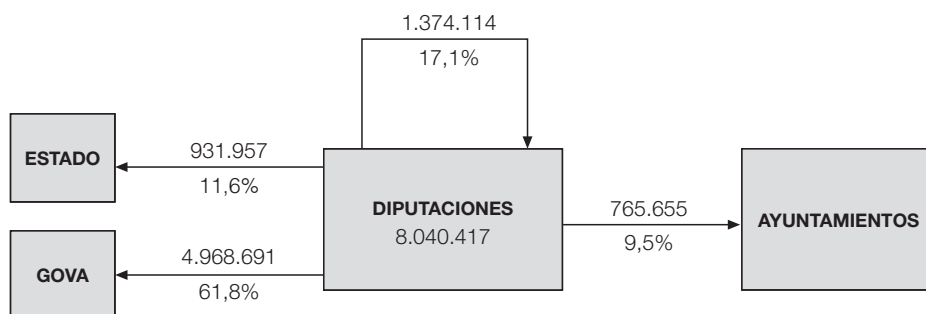 1.374.114
17,1%
ESTADO
931.957
11,6%
DIPUTACIONES
8.040.417
765.655
9,5%
AYUNTAMIENTOS
GOVA
4.968.691
61,8%